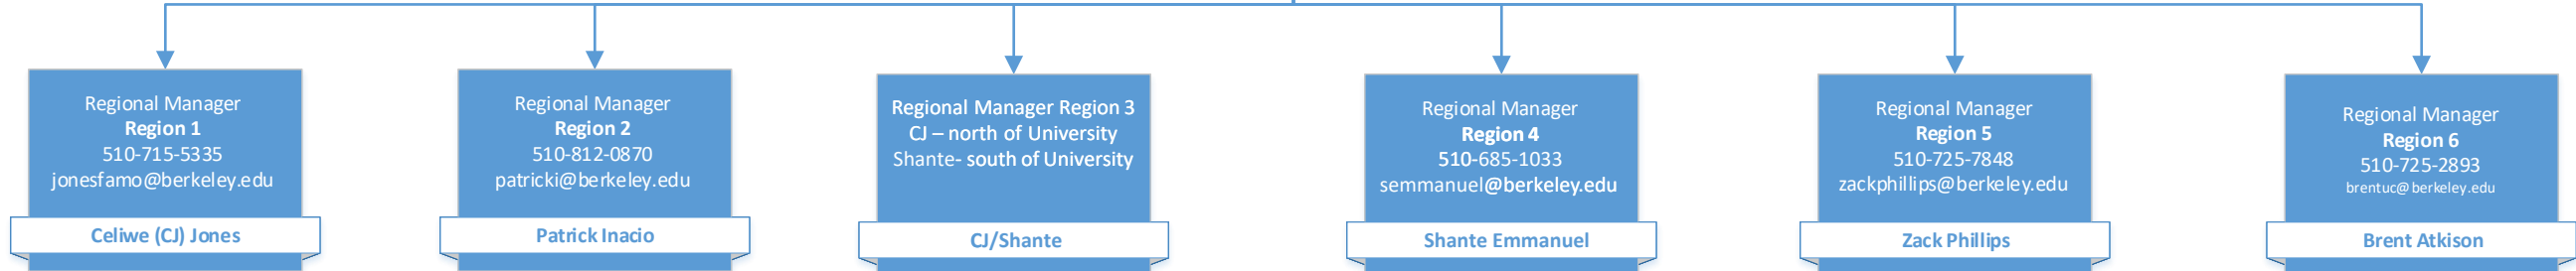 Regional Manager
Region 1
510-715-5335
jonesfamo@berkeley.edu
Celiwe (CJ) Jones
Regional Manager
Region 2
510-812-0870
patricki@berkeley.edu
Patrick Inacio
Regional Manager Region 3
CJ – north of University
Shante- south of University
CJ/Shante
Regional Manager
Region 4
510-685-1033
semmanuel@berkeley.edu
Shante Emmanuel
Regional Manager
Region 5
510-725-7848
zackphillips@berkeley.edu
Zack Phillips
Regional Manager
Region 6
510-725-2893
brentuc@berkeley.edu
Brent Atkison